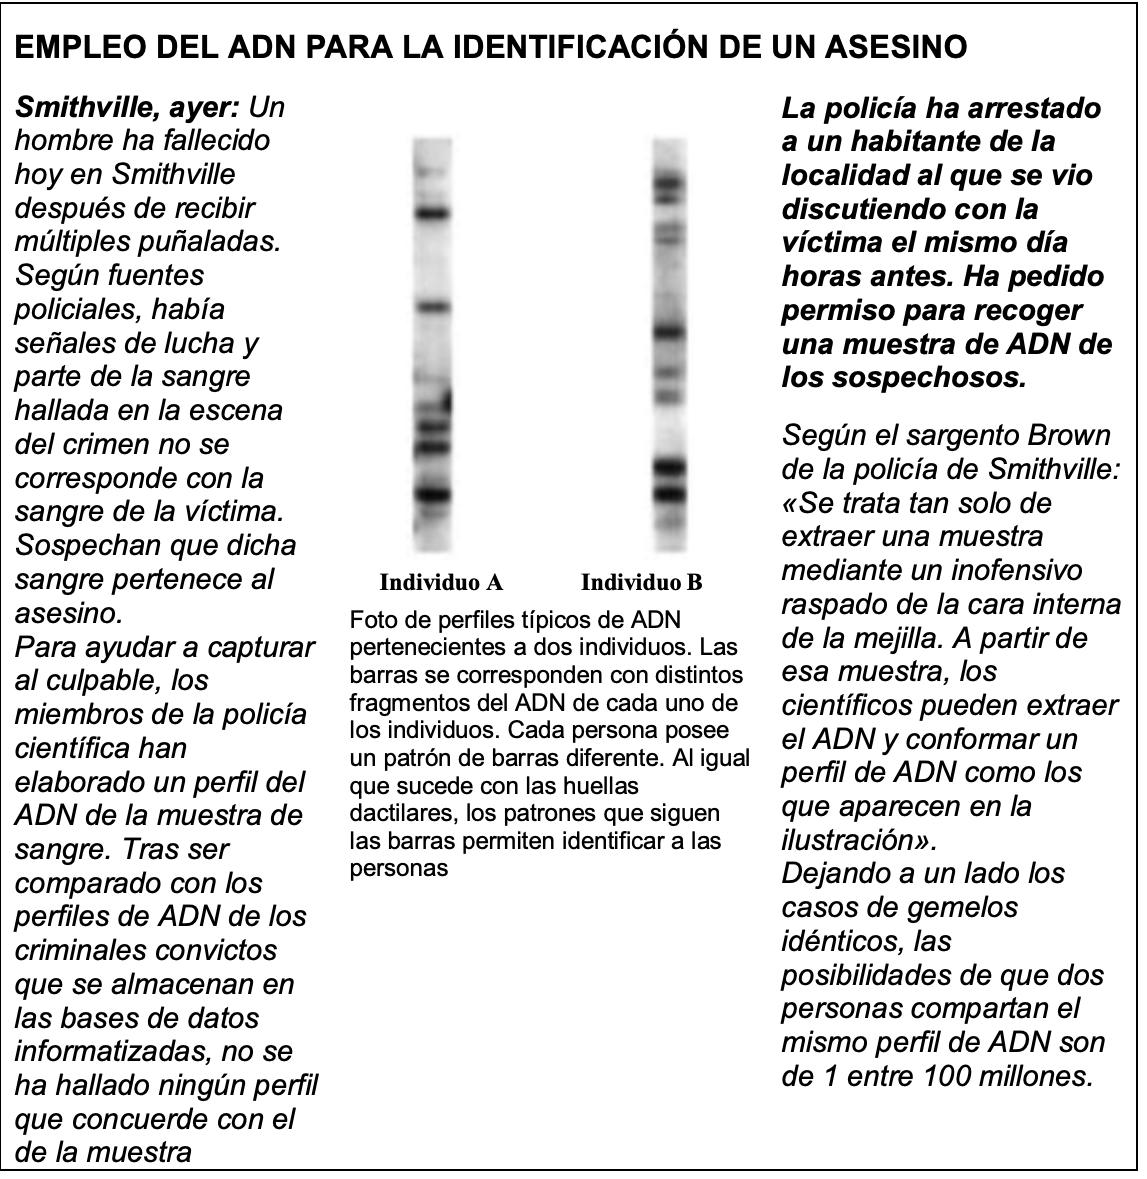 EMPLEO DEL ADN PARA LA IDENTIFICACIÓN DE UN ASESINO
Smithville, ayer: Un
hombre ha fallecido
hoy en Smithville
después de recibir
múltiples puñaladas.
Según fuentes
policiales, había
señales de lucha y
parte de la sangre
hallada en la escena
del crimen no se
corresponde con la
sangre de la víctima.
Sospechan que dicha
sangre pertenece al
asesino.
Para ayudar a capturar
al culpable, los
miembros de la policía
científica han
elaborado un perfil del
ADN de la muestra de
sangre. Tras ser
comparado con los
perfiles de ADN de los
criminales convictos
que se almacenan en
las bases de datos
informatizadas, no se
ha hallado ningún perfil
que concuerde con el
de la muestra
Individuo A
Individuo B
Foto de perfiles típicos de ADN
pertenecientes a dos individuos. Las
barras se corresponden con distintos
fragmentos del ADN de cada uno de
los individuos. Cada persona posee
un patrón de barras diferente. Al igual
que sucede con las huellas
dactilares, los patrones que siguen
las barras permiten identificar a las
personas
La policía ha arrestado
a un habitante de la
localidad al que se vio
discutiendo con la
víctima el mismo día
horas antes. Ha pedido
permiso para recoger
una muestra de ADN de
los sospechosos.
Según el sargento Brown
de la policía de Smithville:
«Se trata tan solo de
extraer una muestra
mediante un inofensivo
raspado de la cara interna
de la mejilla. A partir de
esa muestra, los
científicos pueden extraer
el ADN y conformar un
perfil de ADN como los
que aparecen en la
ilustración».
Dejando a un lado los
casos de gemelos
idénticos, las
posibilidades de que dos
personas compartan el
mismo perfil de ADN son
de 1 entre 100 millones.